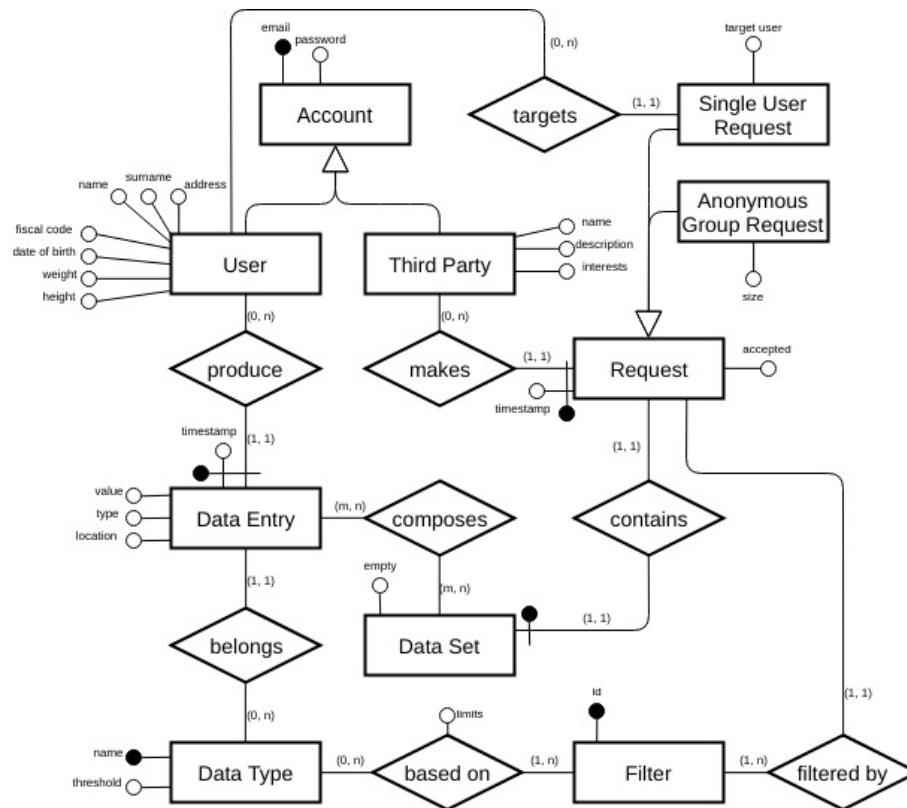 email
password
(0, n)
target user
Account
targets
(1, 1)
Single User
Request
name
surname
address
Anonymous
Group Request
fiscal code
date of birth
weight
height
User
Third Party
name
description
interests
size
(0, n)
(0, n)
produce
makes
(1, 1)
Request
accepted
timestamp
timestamp
(1, 1)
(1, 1)
value
type
location
Data Entry
(m, n)
composes
contains
(1, 1)
empty
(m, n)
belongs
Data Set
(1, 1)
(0, n)
limits
id
(1, 1)
name
threshold
Data Type
(0, n)
based on
(1, n)
Filter
(1, n)
filtered by